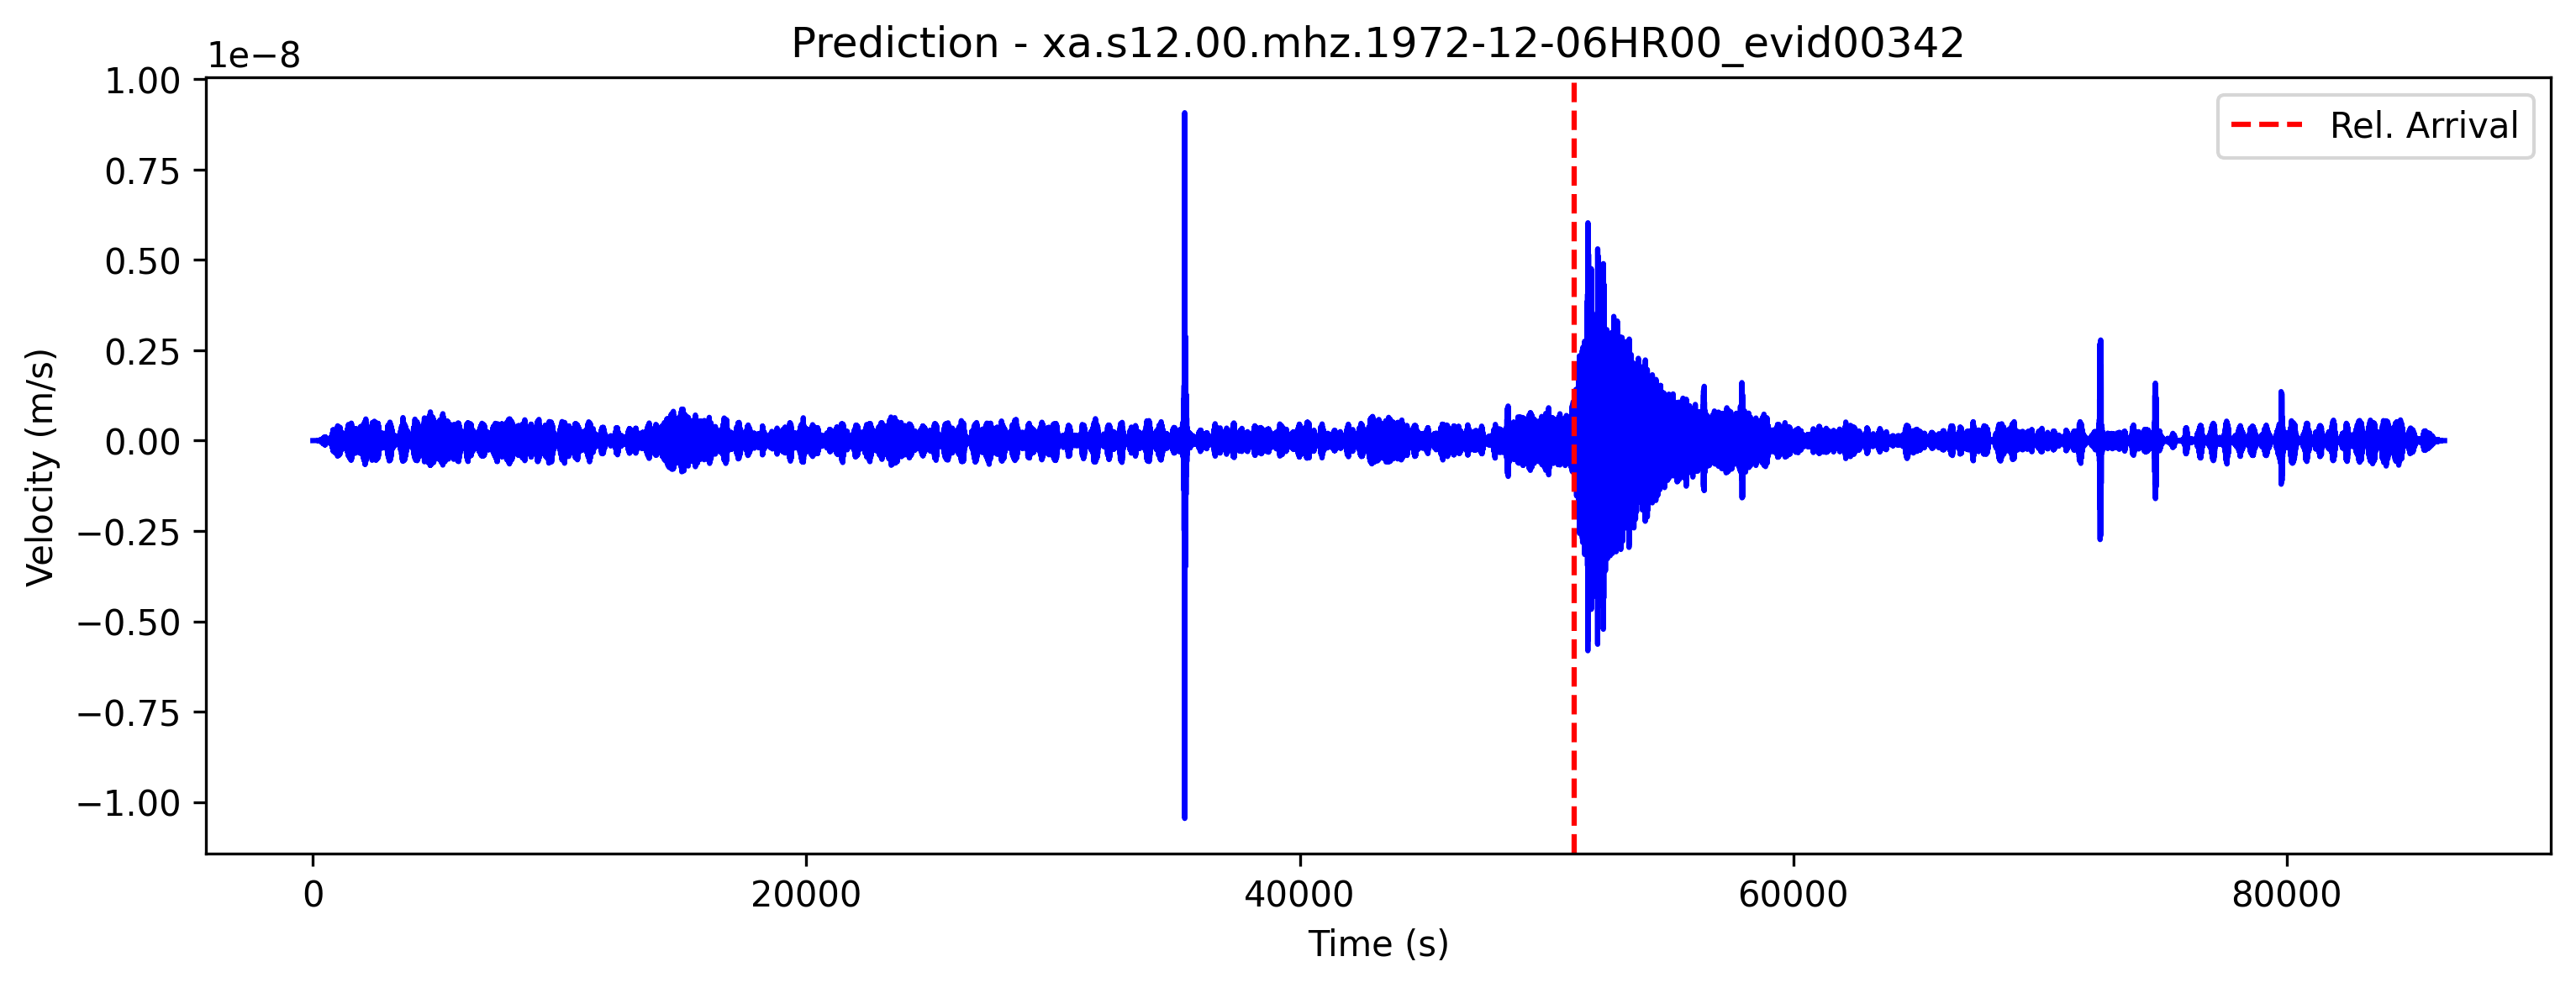 Prediction - xa.s12.00.mhz.1972-12-06HR00_evid00342
1e−8
1.00
0.75
0.50
0.25
0.00
−0.25
−0.50
−0.75
−1.00
Velocity (m/s)
Rel. Arrival
0 20000 40000 60000 80000
Time (s)